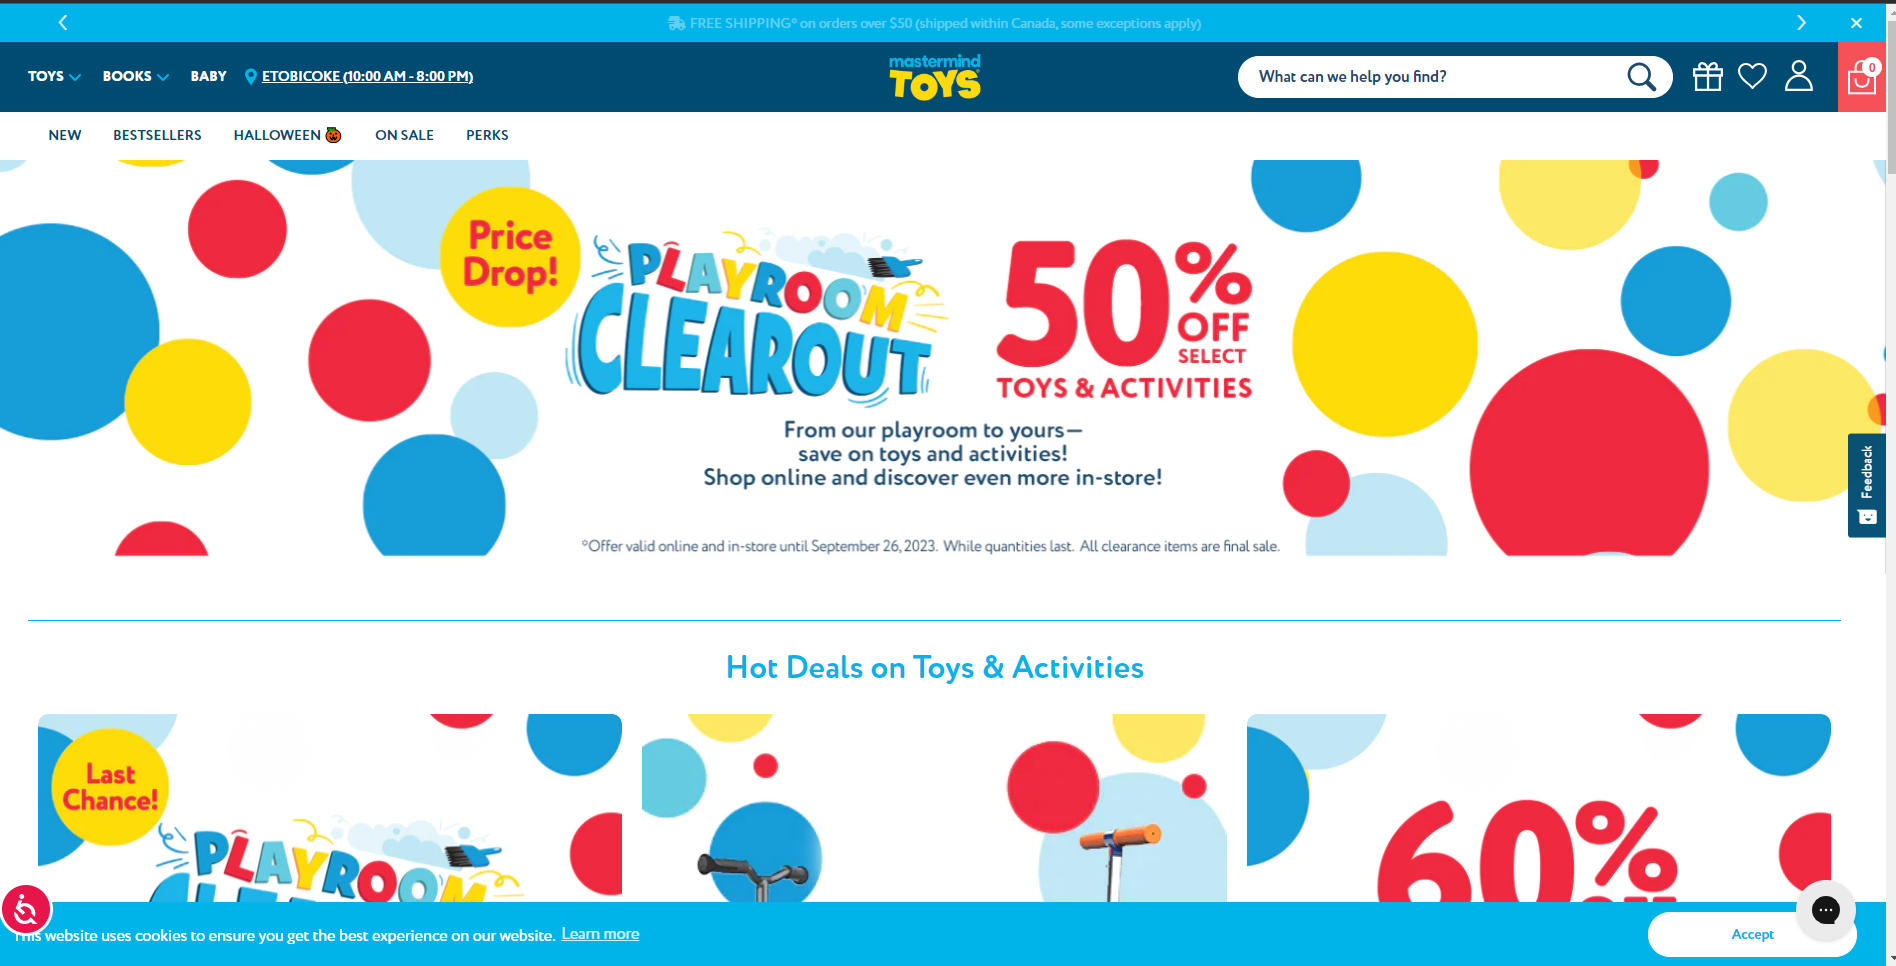 FREE SHIPPING* on orders over $50 (shipped within Canada, some exceptions apply)
TOYS BOOKS BABY ETOBICOKE (10:00 AM - 8:00 PM)
mastermind
TOYS
What can we help you find?
0
NEW BESTSELLERS HALLOWEEN ON SALE PERKS
Price
Drop!
PLAYROOM
CLEAROUT
50%
OFF
SELECT
TOYS & ACTIVITIES
From our playroom to yours—
save on toys and activities!
Shop online and discover even more in-store!
*Offer valid online and in-store until September 26, 2023. While quantities last. All clearance items are final sale.
Feedback
Hot Deals on Toys & Activities
Last
Chance!
PLAYROOM
CLE
60%
OFF
This website uses cookies to ensure you get the best experience on our website. Learn more
Accept